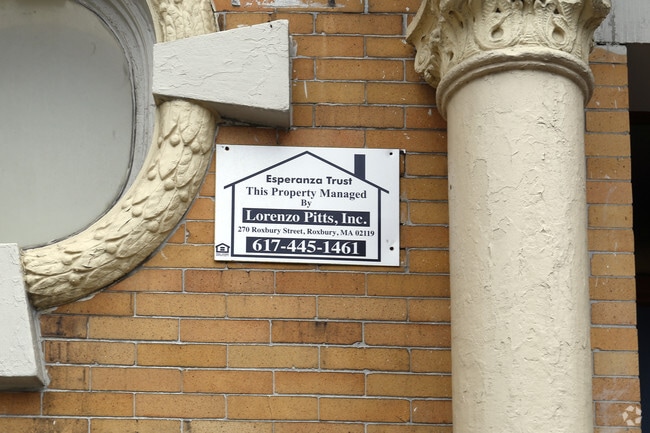 Esperanza Trust
This Property Managed
By
Lorenzo Pitts, Inc.
270 Roxbury Street, Roxbury, MA 02119
617-445-1461